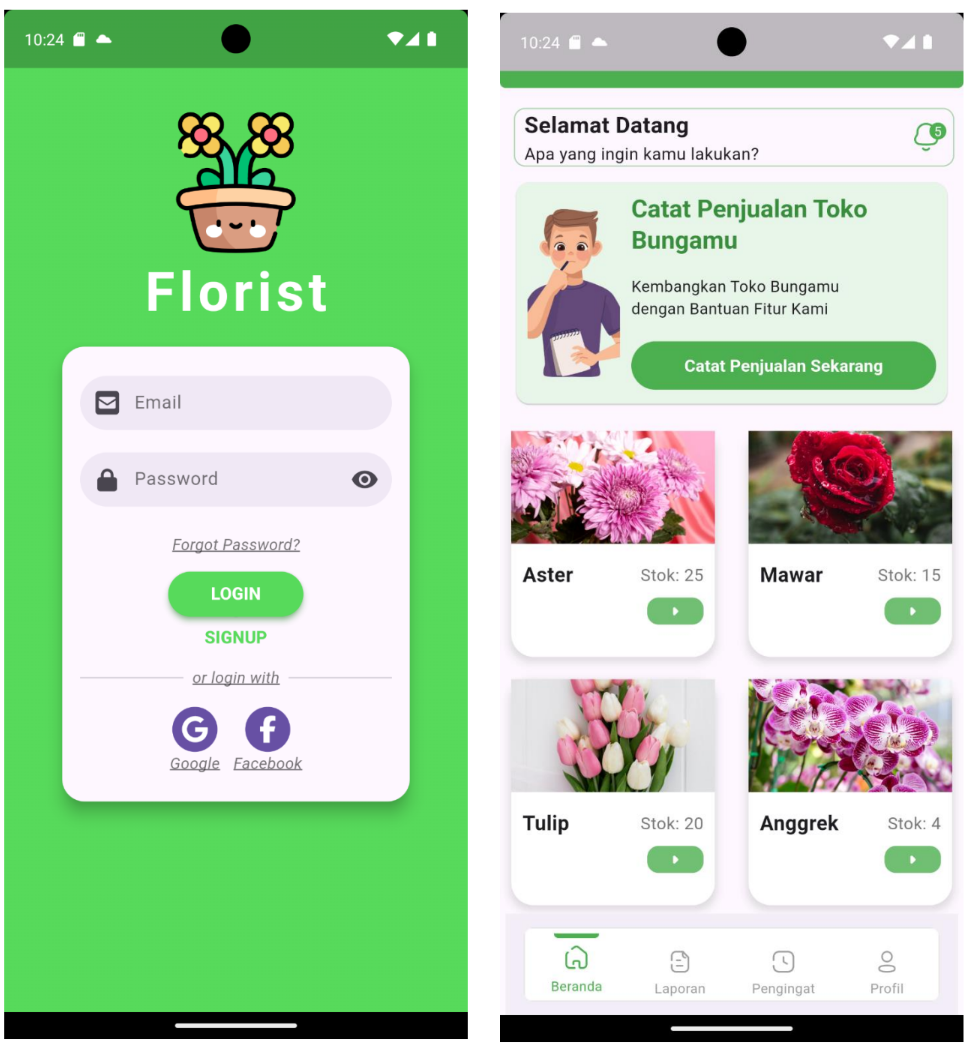 10:24
Florist
Email
Password
Forgot Password?
LOGIN
SIGNUP
or login with
Google Facebook
10:24
Selamat Datang
5
Apa yang ingin kamu lakukan?
Catat Penjualan Toko
Bungamu
Kembangkan Toko Bungamu
dengan Bantuan Fitur Kami
Catat Penjualan Sekarang
Aster Stok: 25
Mawar Stok: 15
Tulip Stok: 20
Anggrek Stok: 4
Beranda Laporan Pengingat Profil